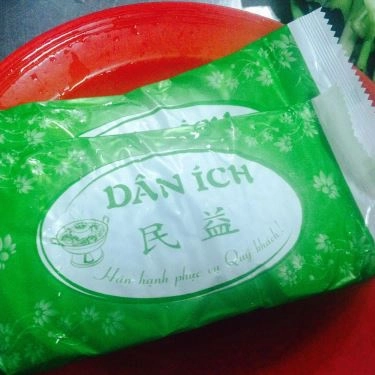 DÂN ÍCH
民益
Hân hạnh phục vụ Quý khách!